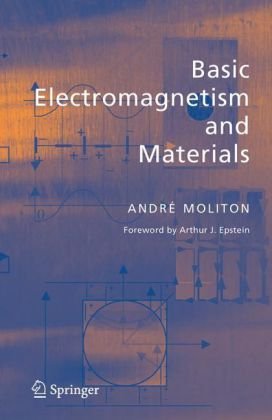 Basic
Electromagnetism
and
Materials
ANDRÉ MOLITON
Foreword by Arthur J. Epstein
Springer